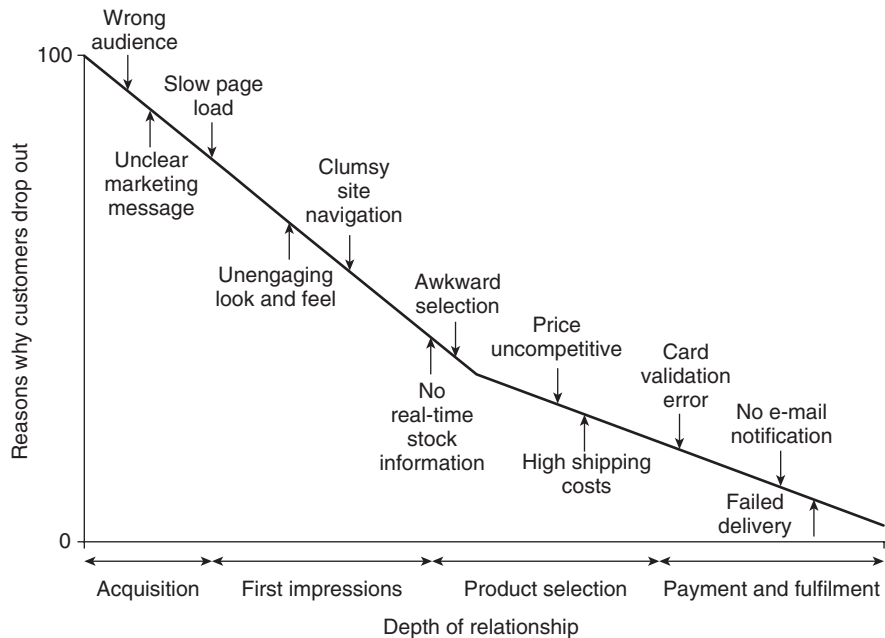 Wrong
audience
100
Slow page
load
Unclear
marketing
message
Clumsy
site
navigation
Unengaging
look and feel
Awkward
selection
Price
uncompetitive
Card
validation
error
No
real-time
stock
information
No e-mail
notification
High shipping
costs
Failed
delivery
Reasons why customers drop out
0
Acquisition
First impressions
Product selection
Payment and fulfilment
Depth of relationship